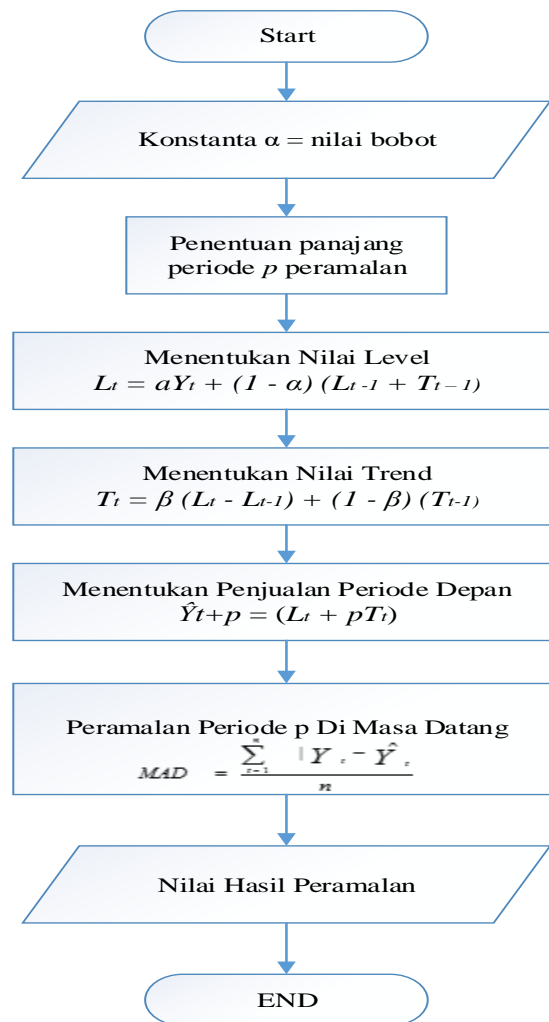 Start
Konstanta α = nilai bobot
Penentuan panajang
periode p peramalan
Menentukan Nilai Level
Lt = aYt + (1 - α) (Lt -1 + Tt – 1)
Menentukan Nilai Trend
Tt = β (Lt - Lt-1) + (1 - β) (Tt-1)
Menentukan Penjualan Periode Depan
Ŷt+p = (Lt + pTt)
Peramalan Periode p Di Masa Datang
MAD = ∑ t=1 n | Y t − Ŷ t
n
Nilai Hasil Peramalan
END